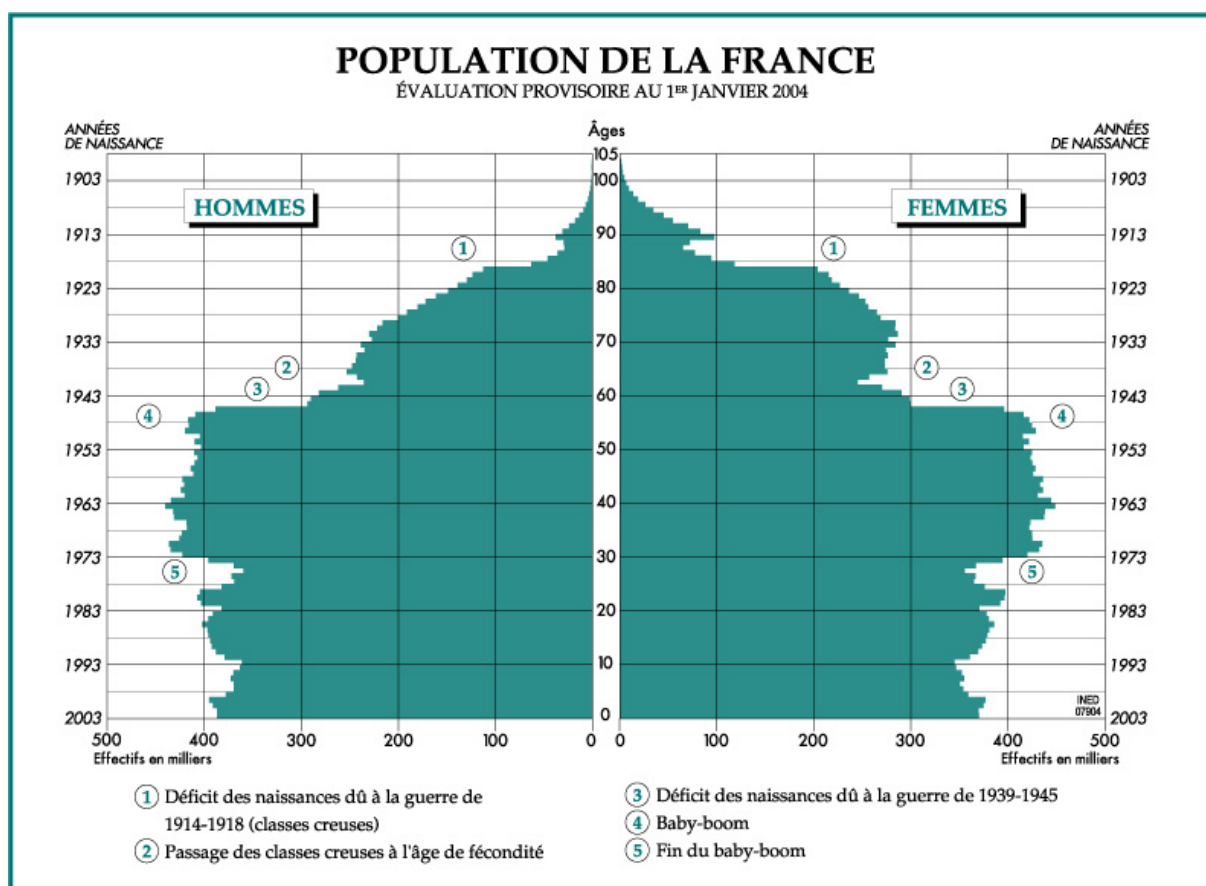 POPULATION DE LA FRANCE
ÉVALUATION PROVISOIRE AU 1ER JANVIER 2004
ANNÉES
DE NAISSANCE
Âges
ANNÉES
DE NAISSANCE
HOMMES
FEMMES
1903
1913
1923
1933
1943
1953
1963
1973
1983
1993
2003
105
100
90
80
70
60
50
40
30
20
10
0
1903
1913
1923
1933
1943
1953
1963
1973
1983
1993
2003
1
2
3
4
5
1
2
3
4
5
INED
07904
500 400 300 200 100 0
0 100 200 300 400 500
Effectifs en milliers
Effectifs en milliers
1 Déficit des naissances dû à la guerre de
1914-1918 (classes creuses)
2 Passage des classes creuses à l'âge de fécondité
3 Déficit des naissances dû à la guerre de 1939-1945
4 Baby-boom
5 Fin du baby-boom